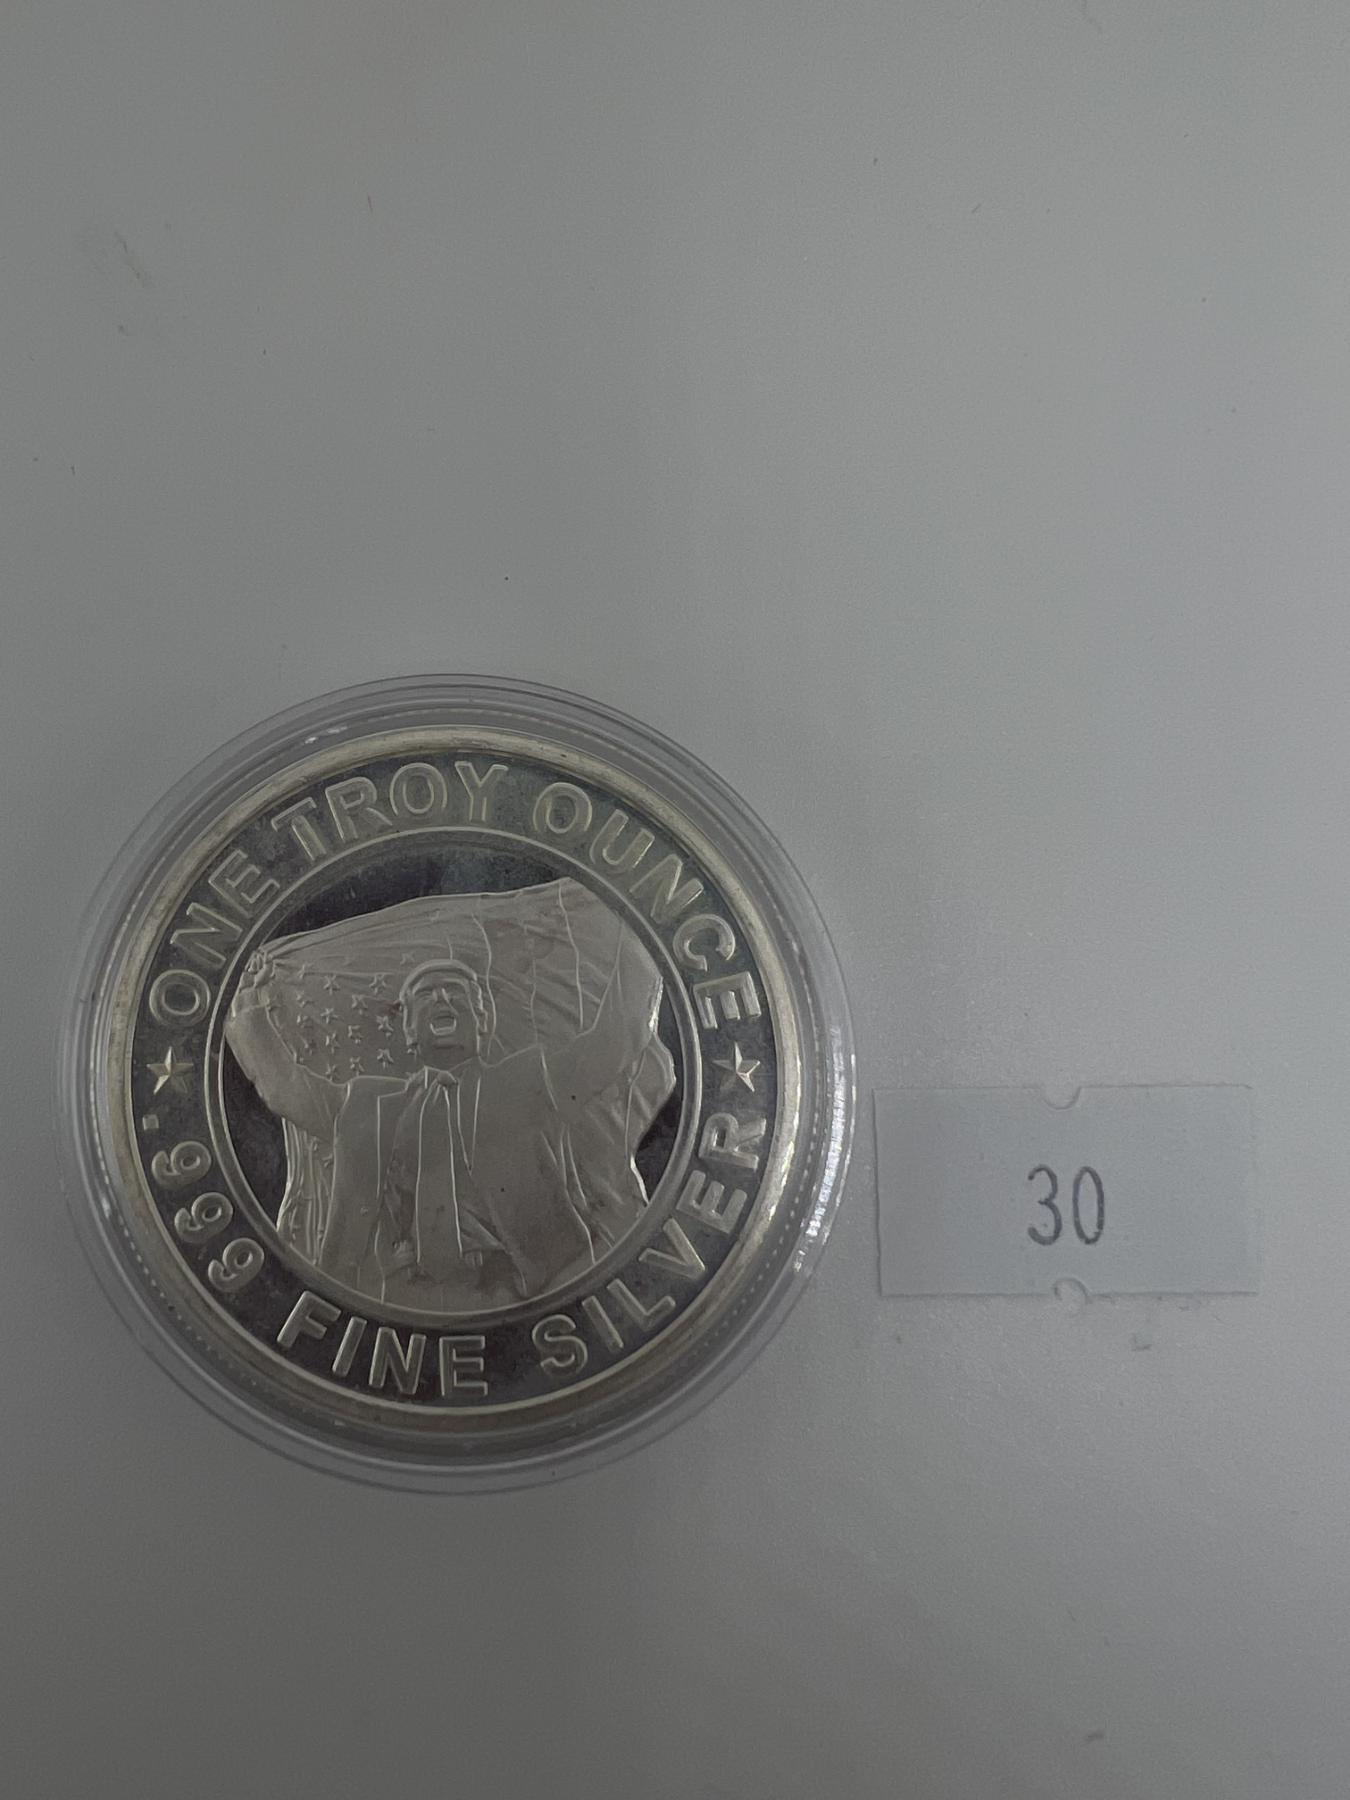 ONE TROY OUNCE
.999 FINE SILVER
30